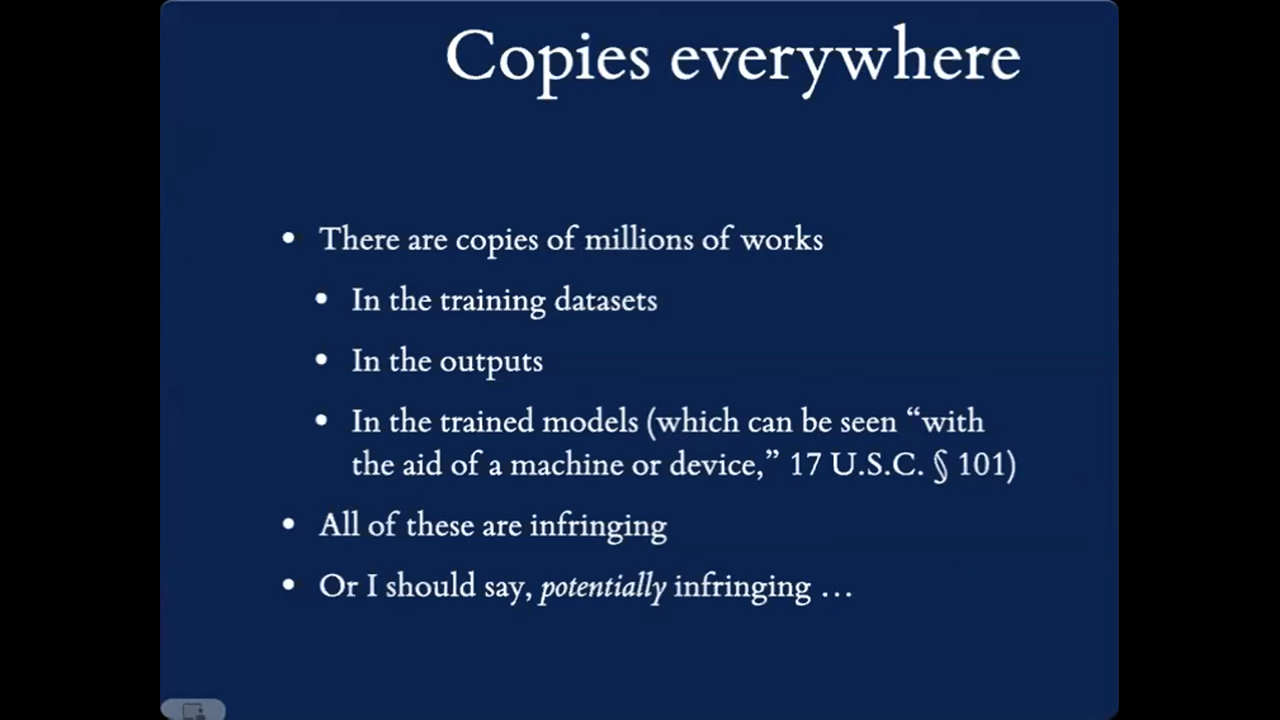 Copies everywhere
• There are copies of millions of works
• In the training datasets
• In the outputs
• In the trained models (which can be seen “with
the aid of a machine or device,” 17 U.S.C. § 101)
• All of these are infringing
• Or I should say, potentially infringing …